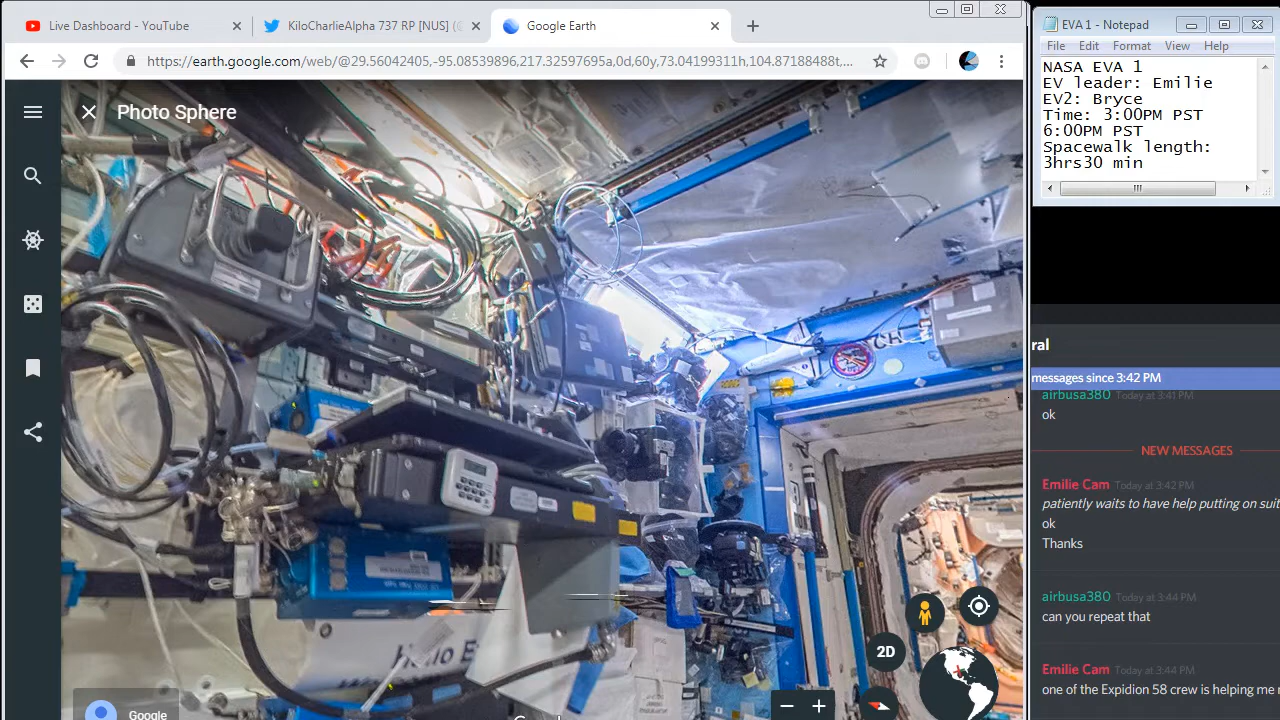 Live Dashboard - YouTube
KiloCharlieAlpha 737 RP [NUS] (@
Google Earth
EVA 1 - Notepad
https://earth.google.com/web/@29.56042405,-95.08539896,217.32597695a,0d,60y,73.04199311h,104.87188488t,...
File Edit Format View Help
NASA EVA 1
EV leader: Emilie
EV2: Bryce
Time: 3:00PM PST
6:00PM PST
Spacewalk length:
3hrs30 min
Photo Sphere
CH
ral
messages since 3:42 PM
airbusa380 Today at 3:41 PM
ok
NEW MESSAGES
Emilie Cam Today at 3:42 PM
patiently waits to have help putting on suit
ok
Thanks
airbusa380 Today at 3:44 PM
can you repeat that
Emilie Cam Today at 3:44 PM
one of the Expidion 58 crew is helping me
2D
Google